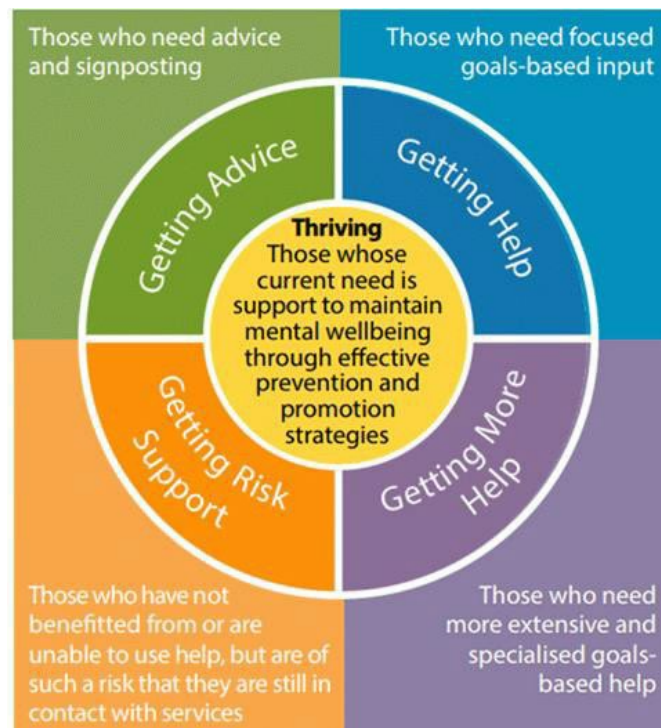 Those who need advice
and signposting
Those who need focused
goals-based input
Getting Advice
Getting Help
Thriving
Those whose
current need is
support to maintain
mental wellbeing
through effective
prevention and
promotion
strategies
Getting Risk
Support
Getting More
Help
Those who have not
benefitted from or are
unable to use help, but are of
such a risk that they are still in
contact with services
Those who need
more extensive and
specialised goals-
based help